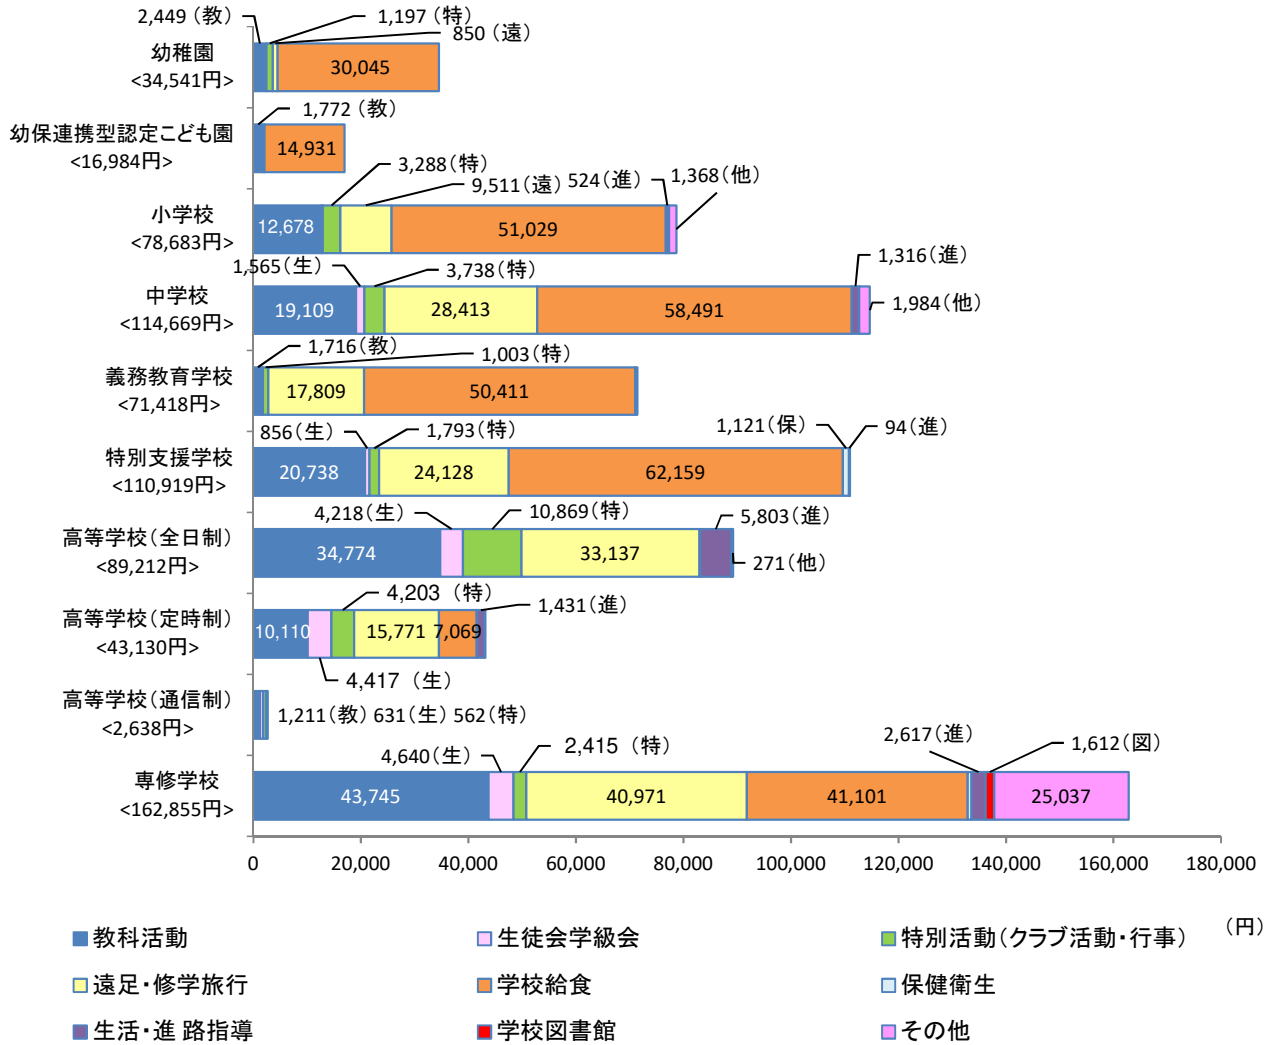 2,449（教）
1,197（特）
850（遠）
幼稚園
<34,541円>
30,045
1,772（教）
幼保連携型認定こども園
<16,984円>
14,931
3,288（特）
9,511（遠）
524（進）
1,368（他）
小学校
<78,683円>
12,678
51,029
1,565（生）
3,738（特）
1,316（進）
中学校
<114,669円>
19,109
28,413
58,491
1,984（他）
1,716（教）
1,003（特）
義務教育学校
<71,418円>
17,809
50,411
856（生）
1,793（特）
1,121（保）
94（進）
特別支援学校
<110,919円>
20,738
24,128
62,159
4,218（生）
10,869（特）
5,803（進）
高等学校（全日制）
<89,212円>
34,774
33,137
271（他）
4,203（特）
1,431（進）
高等学校（定時制）
<43,130円>
10,110
15,771
7,069
4,417（生）
高等学校（通信制）
<2,638円>
1,211（教） 631（生） 562（特）
4,640（生）
2,415（特）
2,617（進）
1,612（図）
専修学校
<162,855円>
43,745
40,971
41,101
25,037
0 20,000 40,000 60,000 80,000 100,000 120,000 140,000 160,000 180,000
（円）
教科活動
生徒会学級会
特別活動（クラブ活動・行事）
遠足・修学旅行
学校給食
保健衛生
生活・進 路指導
学校図書館
その他